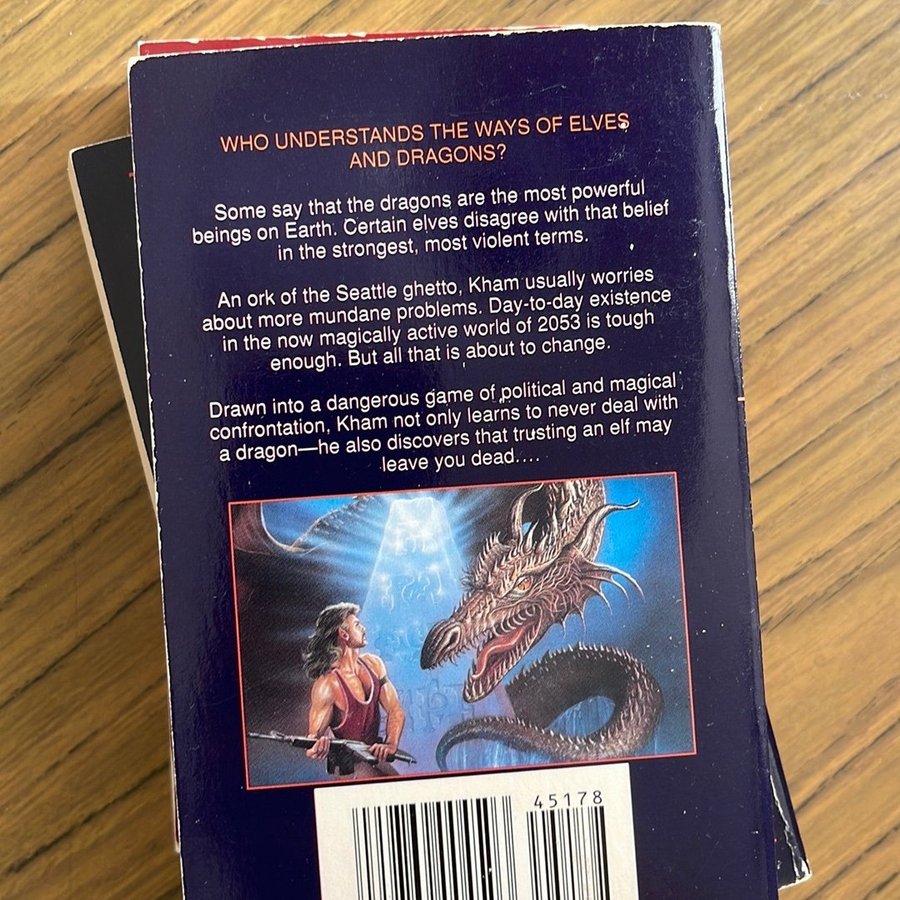 WHO UNDERSTANDS THE WAYS OF ELVES
AND DRAGONS?
Some say that the dragons are the most powerful
beings on Earth. Certain elves disagree with that belief
in the strongest, most violent terms.
An ork of the Seattle ghetto, Kham usually worries
about more mundane problems. Day-to-day existence
in the now magically active world of 2053 is tough
enough. But all that is about to change.
Drawn into a dangerous game of political and magical
confrontation, Kham not only learns to never deal with
a dragon—he also discovers that trusting an elf may
leave you dead....
45178